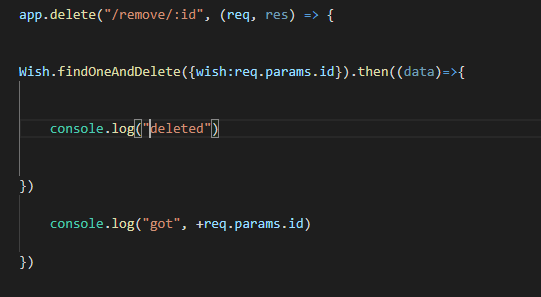 app.delete("/remove/:id", (req, res) => {
Wish.findOneAndDelete({wish:req.params.id}).then((data)=>{
console.log("deleted")
})
console.log("got", +req.params.id)
})